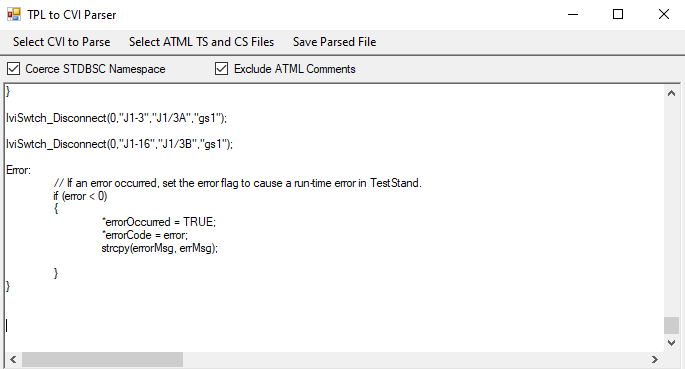 TPL to CVI Parser
Select CVI to Parse Select ATML TS and CS Files Save Parsed File
Coerce STDBSC Namespace Exclude ATML Comments
}
IviSwtch_Disconnect(0,"J1-3","J1/3A","gs1");
IviSwtch_Disconnect(0,"J1-16","J1/3B","gs1");
Error:
// If an error occurred, set the error flag to cause a run-time error in TestStand.
if (error < 0)
{
*errorOccurred = TRUE;
*errorCode = error;
strcpy(errorMsg, errMsg);
}
}